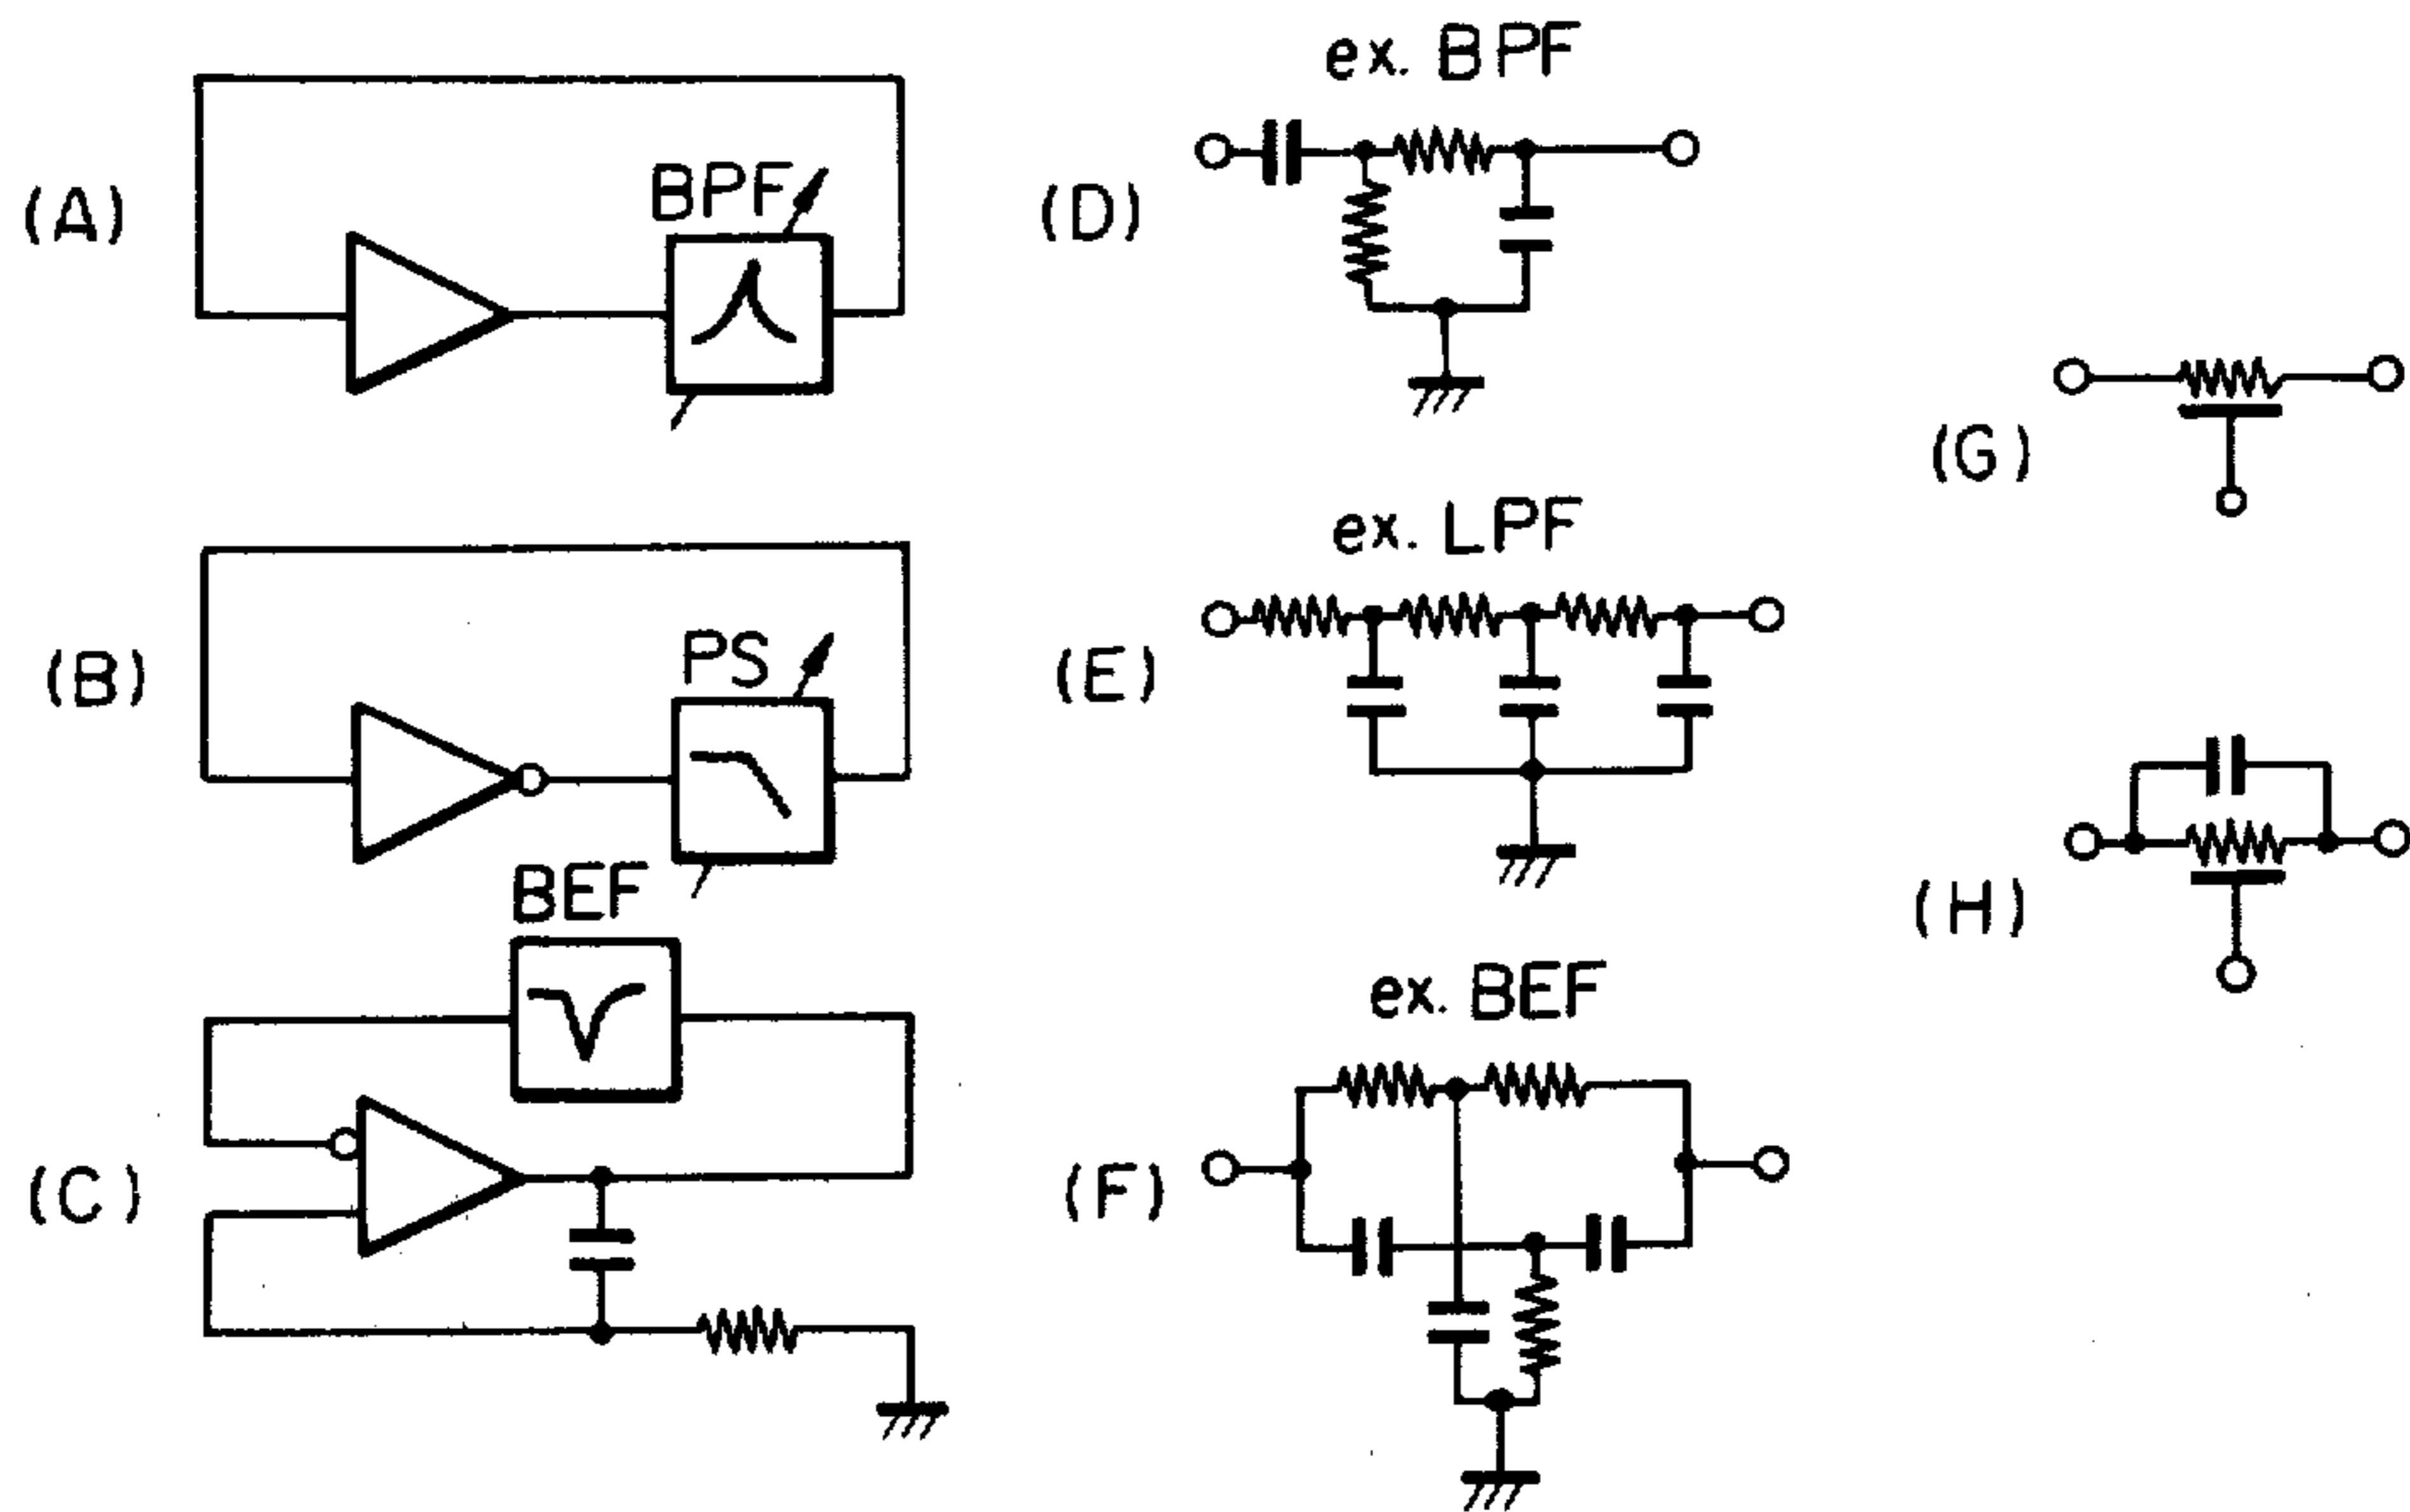 (A)
BPF
(B)
PS
(C)
BEF
(D)
ex. BPF
(E)
ex. LPF
(F)
ex. BEF
(G)
(H)